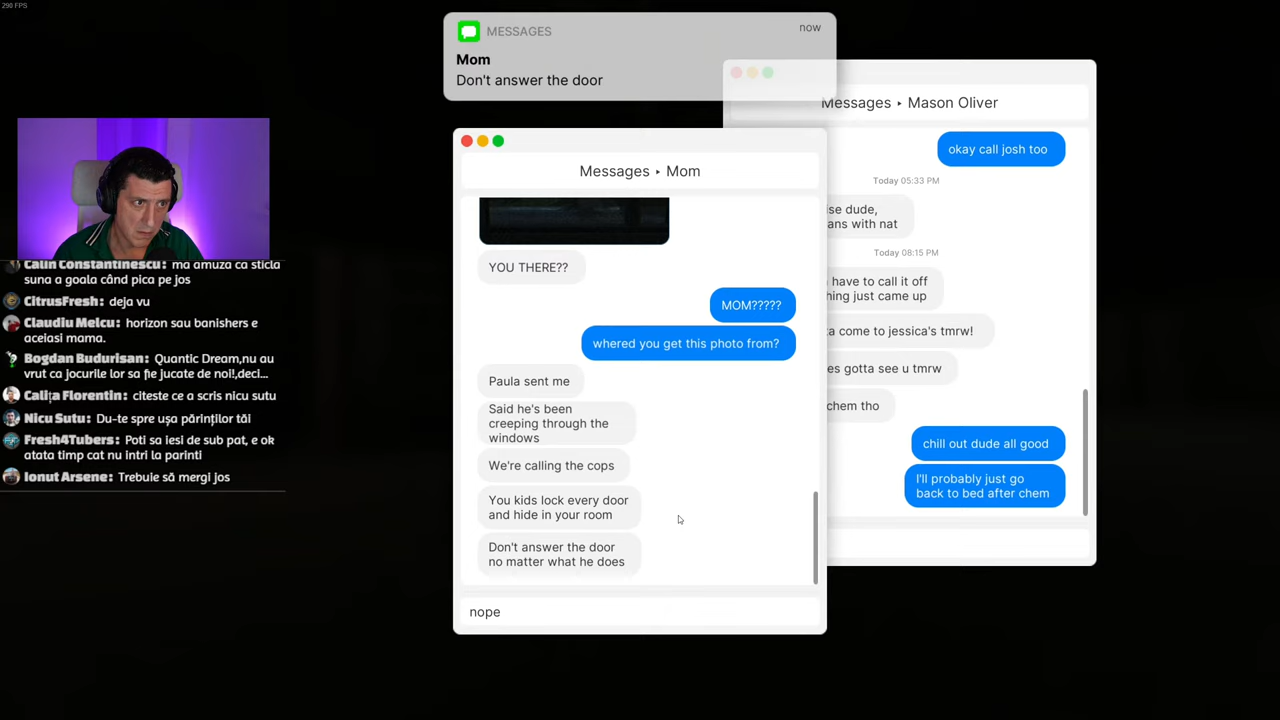 290 FPS
MESSAGES
now
Mom
Don't answer the door
Messages ▸ Mason Oliver
okay call josh too
Today 05:33 PM
ise dude,
ans with nat
Today 08:15 PM
have to call it off
hing just came up
ta come to jessica's tmrw!
es gotta see u tmrw
chem tho
chill out dude all good
I'll probably just go
back to bed after chem
Messages ▸ Mom
YOU THERE??
MOM?????
whered you get this photo from?
Paula sent me
Said he's been
creeping through the
windows
We're calling the cops
You kids lock every door
and hide in your room
Don't answer the door
no matter what he does
nope
Calin Constantinescu: ma amuza ca sticla
suna a goala când pica pe jos
CitrusFresh: deja vu
Claudiu Melcu: horizon sau banishers e
aceiasi mama.
Bogdan Budurisan: Quantic Dream,nu au
vrut ca jocurile lor sa fie jucate de noi!,deci...
Calița Florentin: citeste ce a scris nicu sutu
Nicu Sutu: Du-te spre ușa părinților tăi
Fresh4Tubers: Poti sa iesi de sub pat, e ok
atata timp cat nu intri la parinti
Ionut Arsene: Trebuie să mergi jos